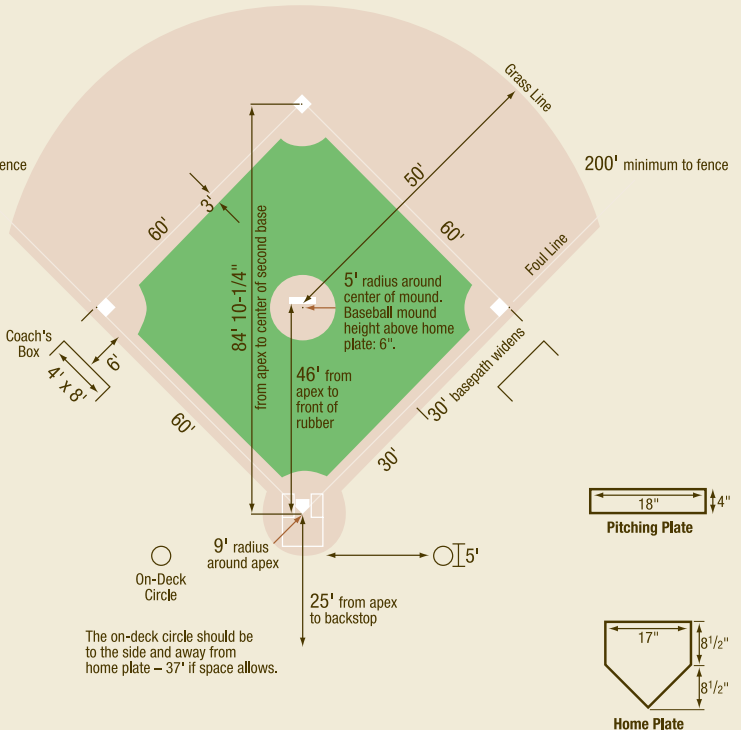 Grass Line
ence
200' minimum to fence
50'
3'
60'
60'
84' 10-1/4"
from apex to center of second base
Foul Line
5' radius around
center of mound.
Baseball mound
height above home
plate: 6".
Coach's
Box
4' x 8'
6'
46' from
apex to
front of
rubber
30' basepath widens
60'
30'
18"
4"
Pitching Plate
9' radius
around apex
5'
On-Deck
Circle
25' from apex
to backstop
The on-deck circle should be
to the side and away from
home plate – 37' if space allows.
17"
8 1/2"
8 1/2"
Home Plate